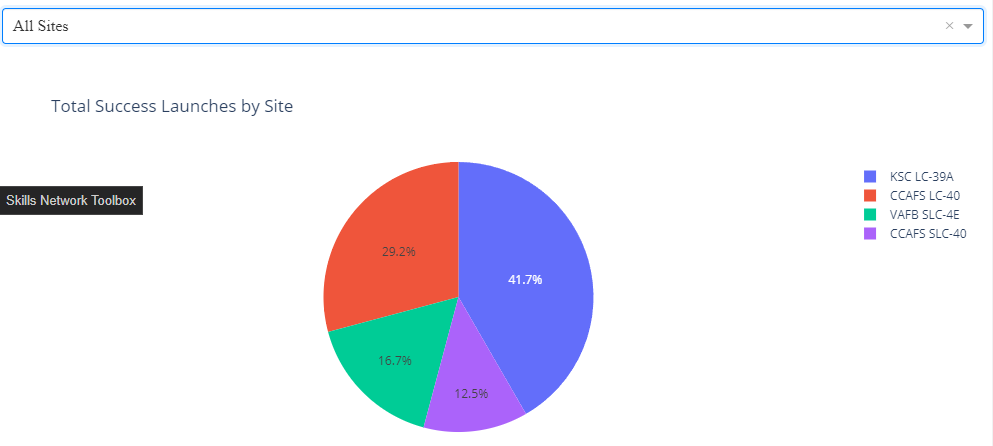 All Sites
Total Success Launches by Site
Skills Network Toolbox
KSC LC-39A
CCAFS LC-40
VAFB SLC-4E
CCAFS SLC-40
29.2%
41.7%
16.7%
12.5%